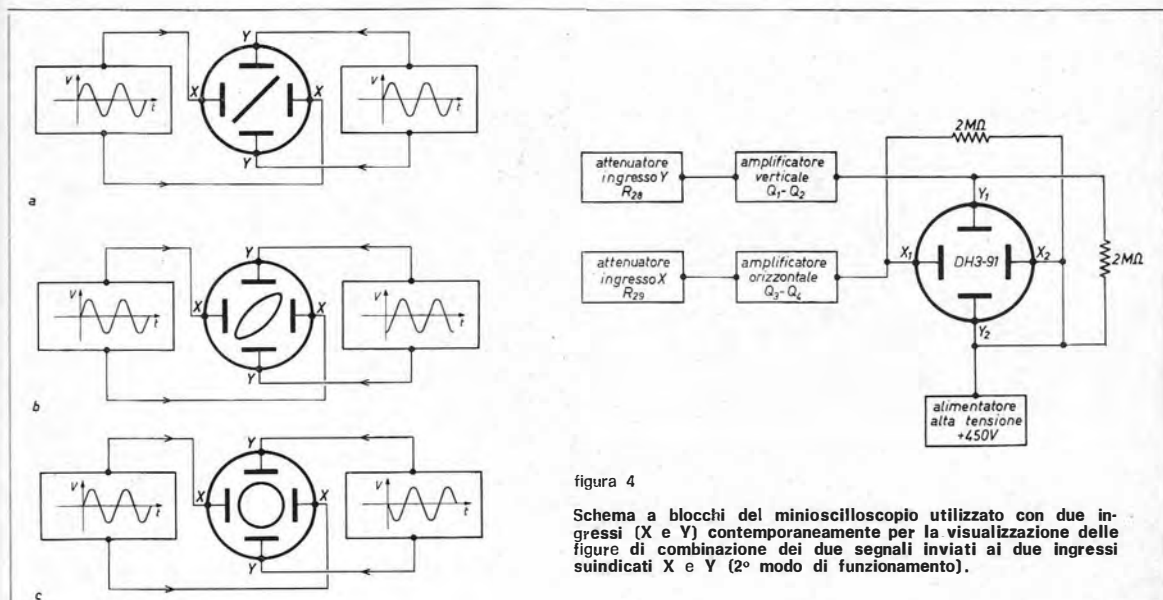 Y
V
t
X
X
V
t
Y
a
Y
V
t
X
X
V
t
Y
b
Y
V
t
X
X
V
t
Y
c
2MΩ
attenuatore
ingresso Y
R28
amplificatore
verticale
Q1-Q2
Y1
attenuatore
ingresso X
R29
amplificatore
orizzontale
Q3-Q4
X1
DH3-91
X2
2MΩ
Y2
alimentatore
alta tensione
+450V
figura 4
Schema a blocchi del minioscilloscopio utilizzato con due in-
gressi (X e Y) contemporaneamente per la visualizzazione delle
figure di combinazione dei due segnali inviati ai due ingressi
suindicati X e Y (2º modo di funzionamento).